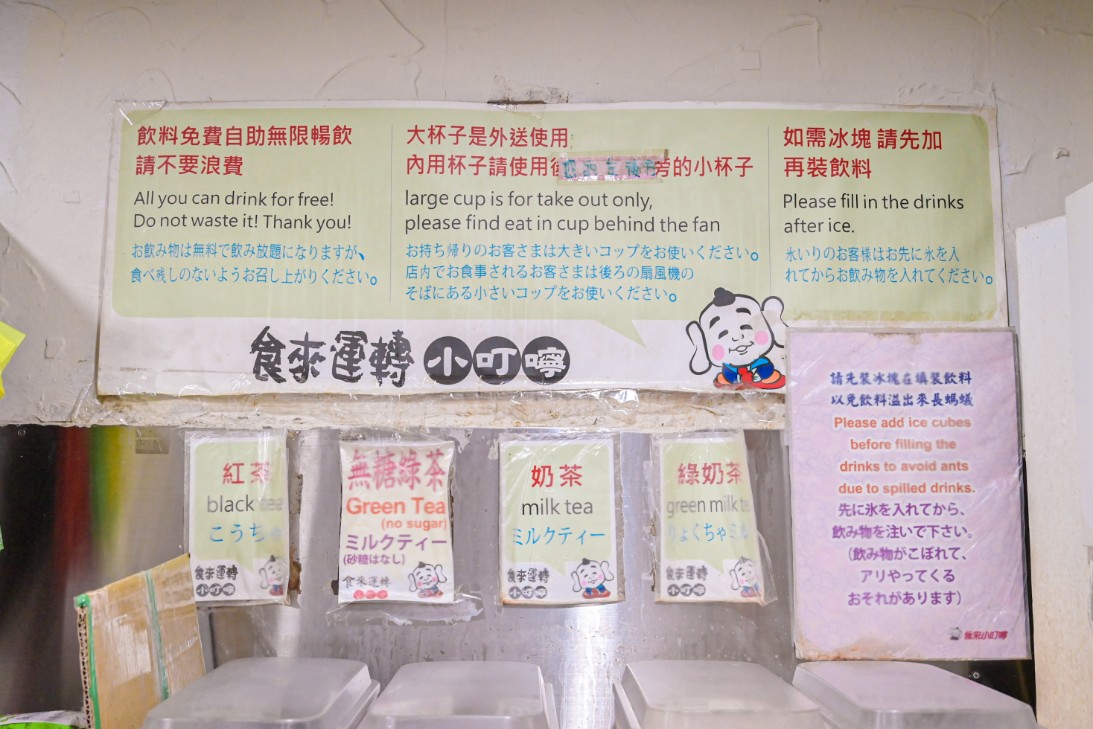 飲料免費自助無限暢飲
請不要浪費
All you can drink for free!
Do not waste it! Thank you!
お飲み物は無料で飲み放題になりますが、
食べ残しのないようお召し上がりください。
大杯子是外送使用
內用杯子請使用後旁的小杯子
large cup is for take out only,
please find eat in cup behind the fan
お持ち帰りのお客さまは大きいコップをお使いください。
店内でお食事されるお客さまは後ろの扇風機の
そばにある小さいコップをお使いください。
如需冰塊 請先加
再裝飲料
Please fill in the drinks
after ice.
氷いりのお客様はお先に氷を入
れてからお飲み物を入れてください。
食來運轉 小叮嚀
請先裝冰塊在填裝飲料
以免飲料溢出來長螞蟻
Please add ice cubes
before filling the
drinks to avoid ants
due to spilled drinks.
先に氷を入れてから、
飲み物を注いで下さい。
(飲み物がこぼれて、
アリやってくる
おそれがあります)
食來小叮嚀
紅茶
black tea
こうちゃ
食來運轉
小叮嚀
無糖綠茶
Green Tea
(no sugar)
ミルクティー
(砂糖はなし)
食來運轉
小叮嚀
奶茶
milk tea
ミルクティー
食來運轉
小叮嚀
綠奶茶
green milk te
りょくちゃミル
食來運轉
小叮嚀